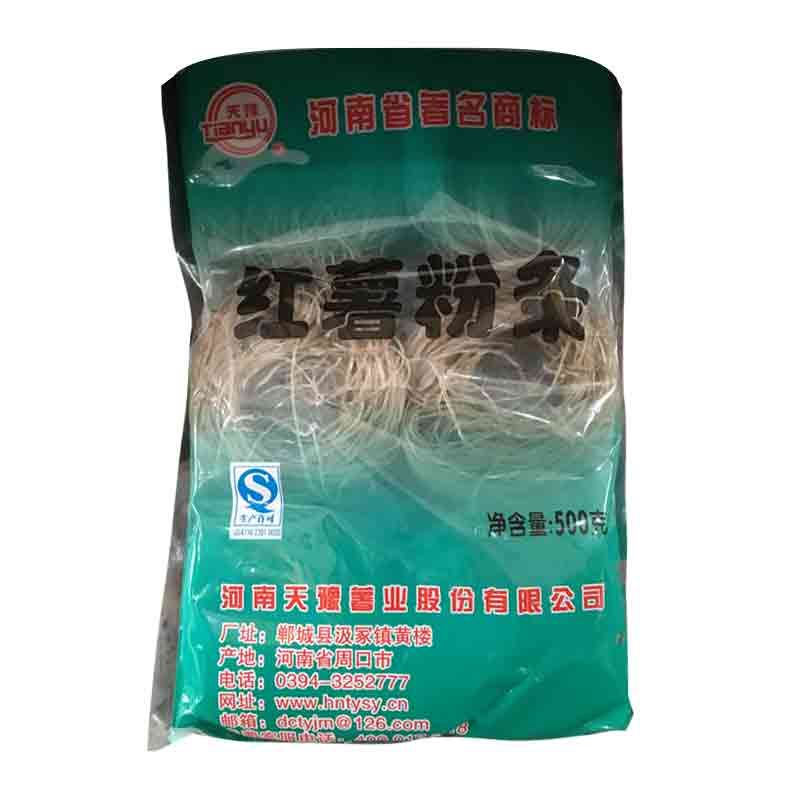 天豫
Tianyu
河南省著名商标
红薯粉条
生产许可
净含量:500克
河南天豫薯业股份有限公司
厂址：郸城县汲冢镇黄楼
产地：河南省周口市
电话：0394-3252777
网址：www.hntysy.cn
邮箱：dctyjm@126.com